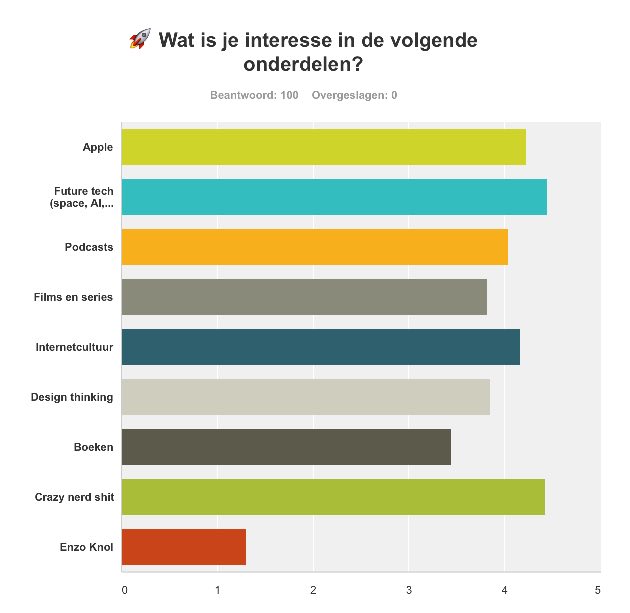 🚀 Wat is je interesse in de volgende
onderdelen?
Beantwoord: 100 Overgeslagen: 0
Apple
Future tech
(space, AI,...
Podcasts
Films en series
Internetcultuur
Design thinking
Boeken
Crazy nerd shit
Enzo Knol
0 1 2 3 4 5